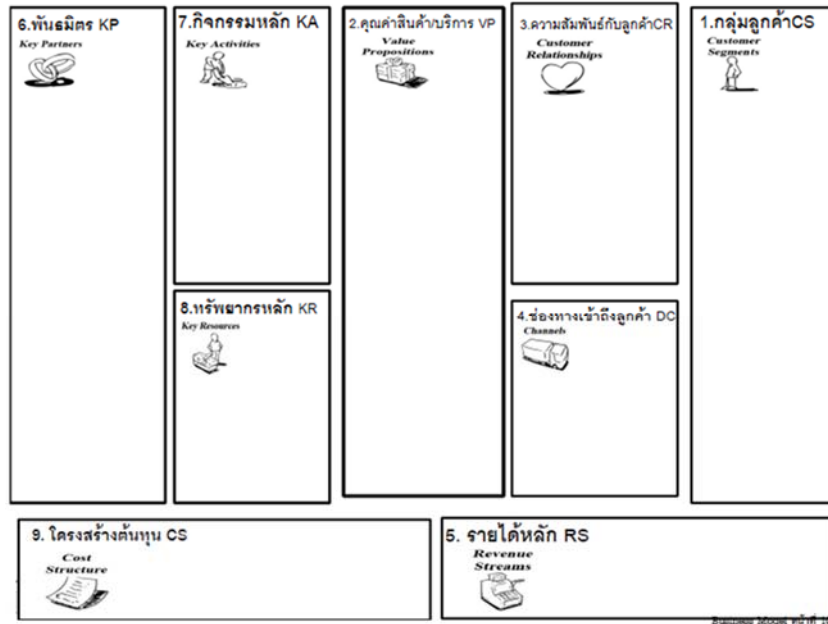 6.พันธมิตร KP
Key Partners
7.กิจกรรมหลัก KA
Key Activities
2.คุณค่าสินค้า/บริการ VP
Value
Propositions
3.ความสัมพันธ์กับลูกค้าCR
Customer
Relationships
1.กลุ่มลูกค้าCS
Customer
Segments
8.ทรัพยากรหลัก KR
Key Resources
4.ช่องทางเข้าถึงลูกค้า DC
Channels
9. โครงสร้างต้นทุน CS
Cost
Structure
5. รายได้หลัก RS
Revenue
Streams
Business Model หน้าที่